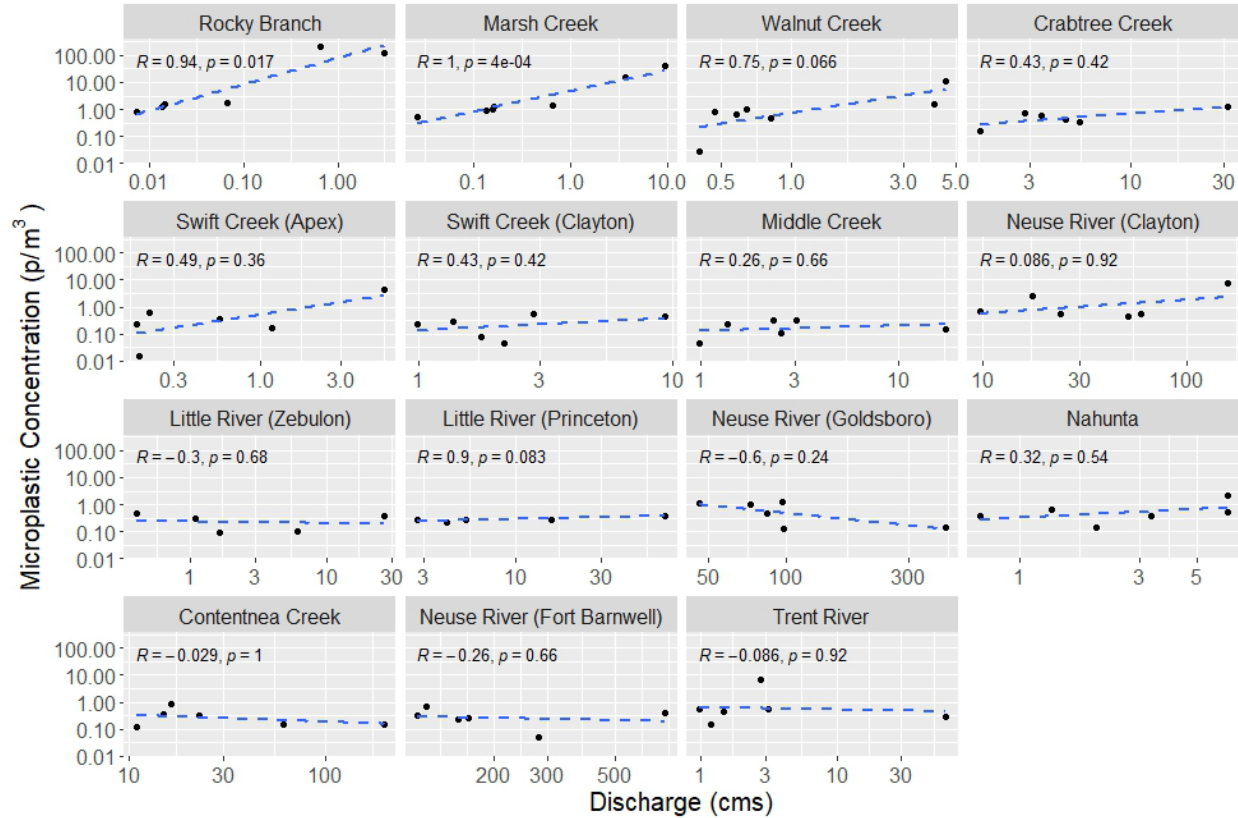 Rocky Branch Marsh Creek Walnut Creek Crabtree Creek
100.00
R = 0.94, p = 0.017 R = 1, p = 4e-04 R = 0.75, p = 0.066 R = 0.43, p = 0.42
10.00
1.00
0.10
0.01
0.01 0.10 1.00 0.1 1.0 10.0 0.5 1.0 3.0 5.0 3 10 30
Swift Creek (Apex) Swift Creek (Clayton) Middle Creek Neuse River (Clayton)
100.00
R = 0.49, p = 0.36 R = 0.43, p = 0.42 R = 0.26, p = 0.66 R = 0.086, p = 0.92
10.00
1.00
0.10
0.01
0.3 1.0 3.0 1 3 10 1 3 10 10 30 100
Microplastic Concentration (p/m³)
Little River (Zebulon) Little River (Princeton) Neuse River (Goldsboro) Nahunta
100.00
R = −0.3, p = 0.68 R = 0.9, p = 0.083 R = −0.6, p = 0.24 R = 0.32, p = 0.54
10.00
1.00
0.10
0.01
1 3 10 30 3 10 30 50 100 300 1 3 5
Contentnea Creek Neuse River (Fort Barnwell) Trent River
100.00
R = −0.029, p = 1 R = −0.26, p = 0.66 R = −0.086, p = 0.92
10.00
1.00
0.10
0.01
10 30 100 200 300 500 1 3 10 30
Discharge (cms)